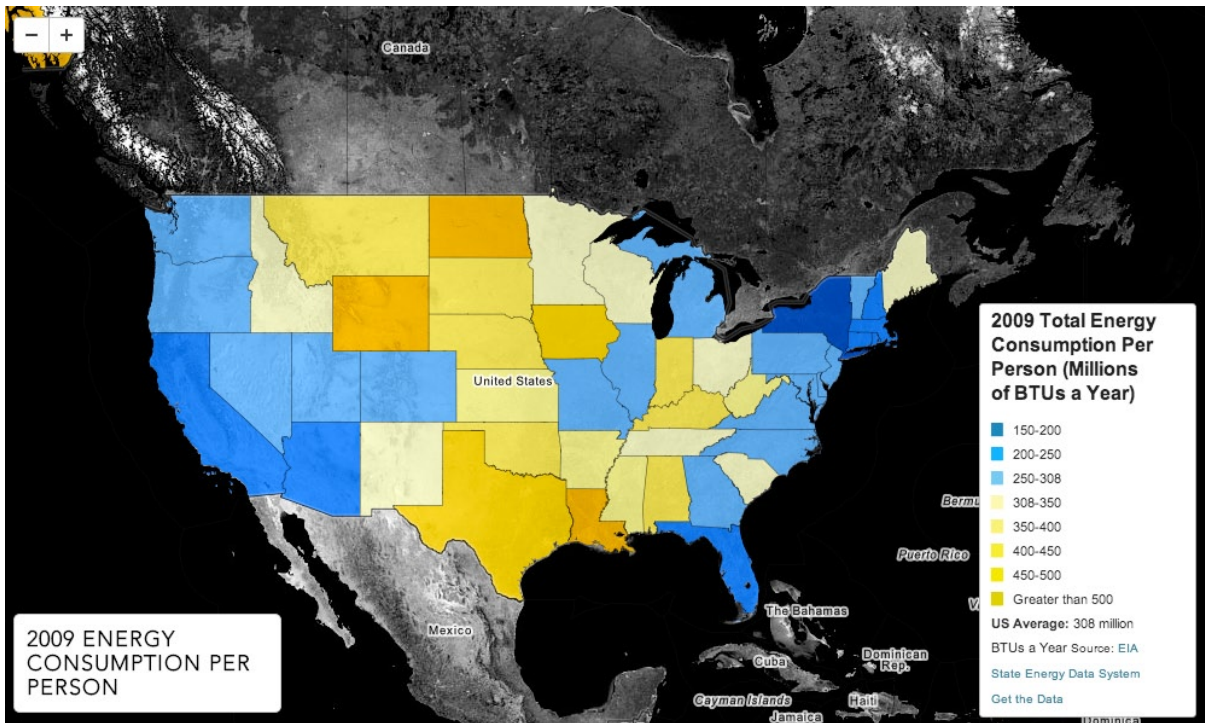 − +
Canada
United States
Mexico
Bermu
Puerto Rico
V
The Bahamas
Cuba
Dominican
Rep.
Cayman Islands
Haiti
Jamaica
Dominica
2009 ENERGY
CONSUMPTION PER
PERSON
2009 Total Energy
Consumption Per
Person (Millions
of BTUs a Year)
150-200
200-250
250-308
308-350
350-400
400-450
450-500
Greater than 500
US Average: 308 million
BTUs a Year Source: EIA
State Energy Data System
Get the Data